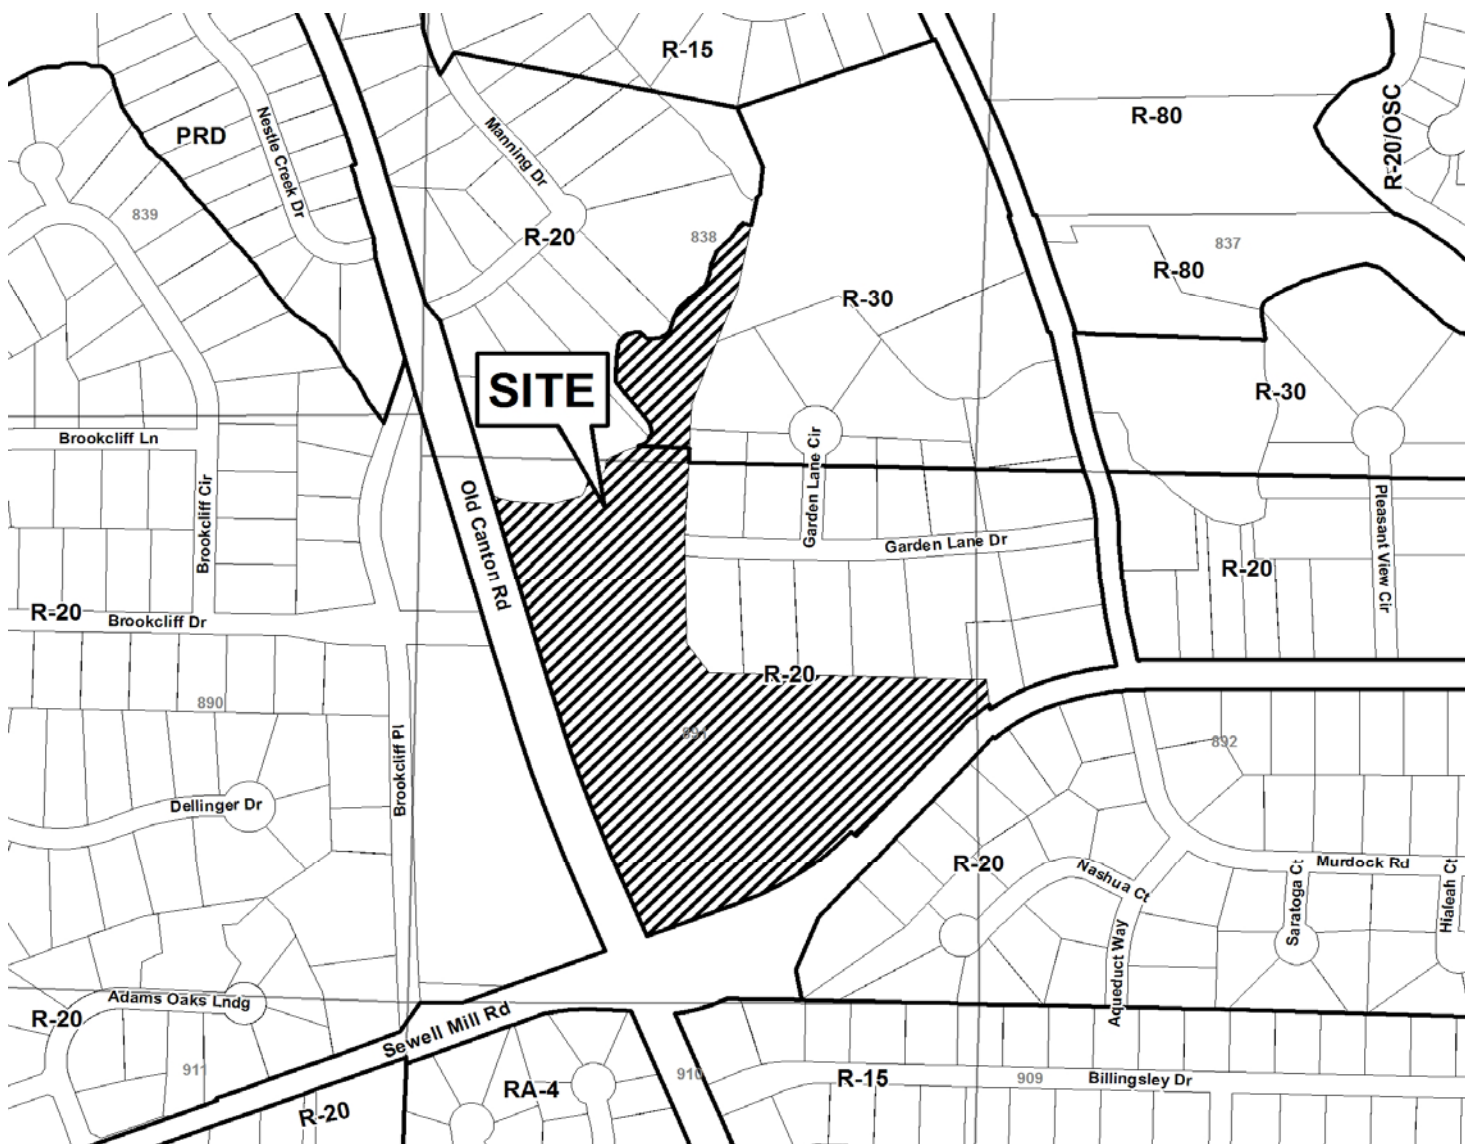 R-15
R-80
R-20/OSC
PRD
Nestle Creek Dr
Manning Dr
839
R-20
838
837
R-80
R-30
SITE
R-30
Brookcliff Ln
Brookcliff Cir
Old Canton Rd
Garden Lane Cir
Garden Lane Dr
Pleasant View Cir
R-20
R-20
Brookcliff Dr
R-20
890
891
892
Brookcliff Pl
Dellinger Dr
R-20
Nashua Ct
Murdock Rd
Saratoga Ct
Hialeah Ct
Aqueduct Way
Adams Oaks Lndg
R-20
Sewell Mill Rd
911
RA-4
910
R-15
909
Billingsley Dr
R-20